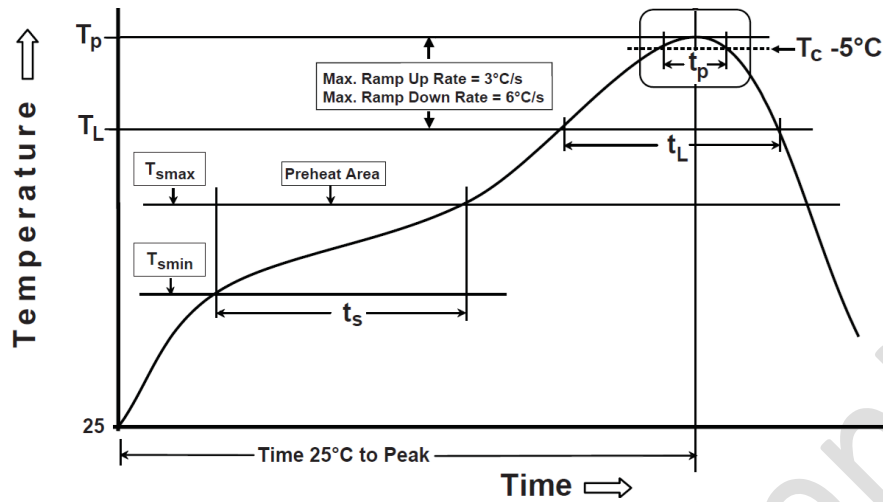 Tp
Tc -5°C
tp
Max. Ramp Up Rate = 3°C/s
Max. Ramp Down Rate = 6°C/s
TL
tL
Tsmax
Preheat Area
Tsmin
ts
Temperature
25
Time 25°C to Peak
Time